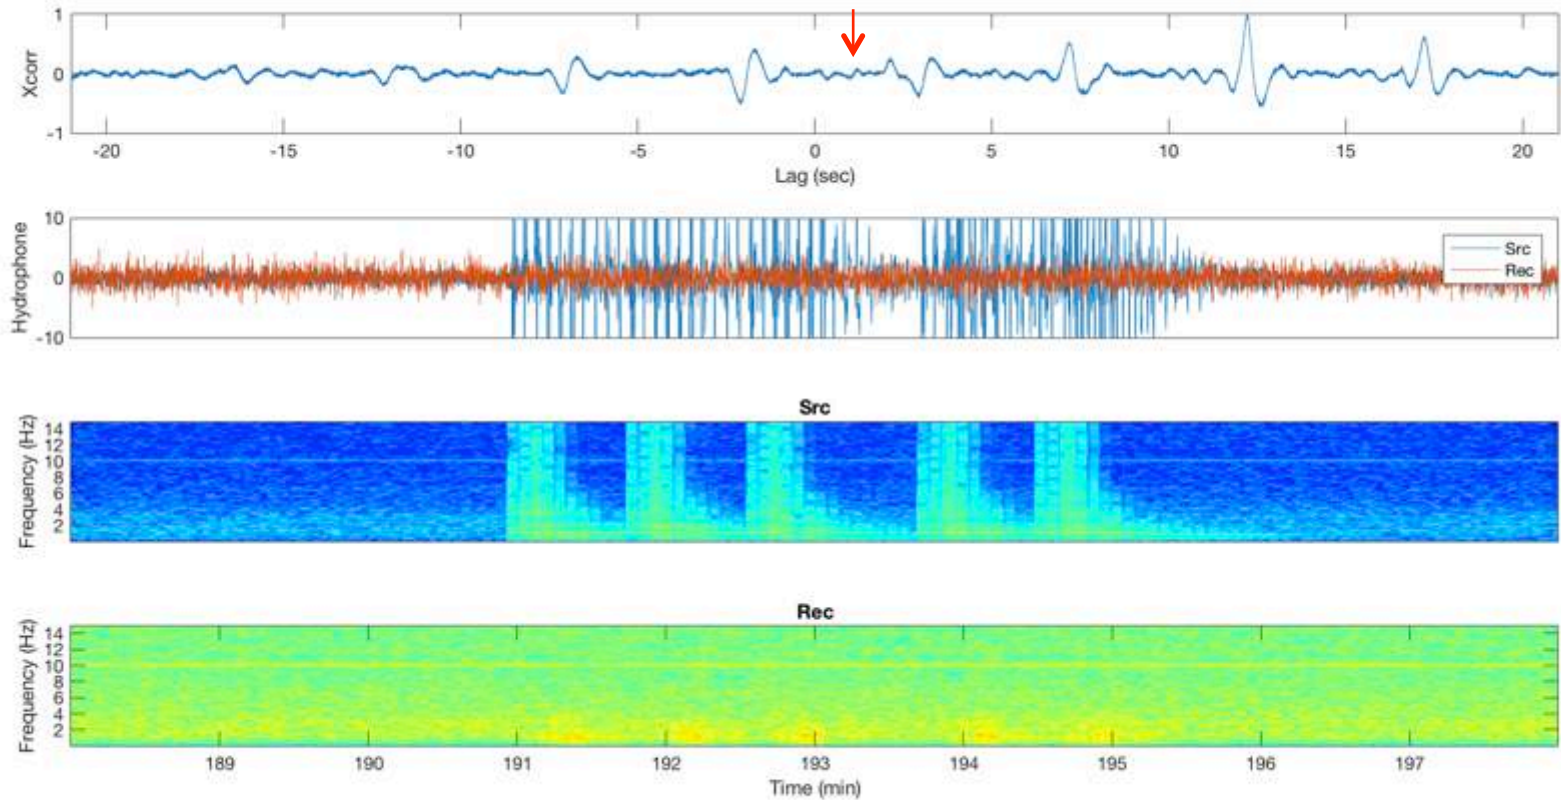 1
0
-1
Xcorr
-20 -15 -10 -5 0 5 10 15 20
Lag (sec)
10
0
-10
Hydrophone
Src
Rec
Src
14
12
10
8
6
4
2
Frequency (Hz)
Rec
14
12
10
8
6
4
2
Frequency (Hz)
189 190 191 192 193 194 195 196 197
Time (min)